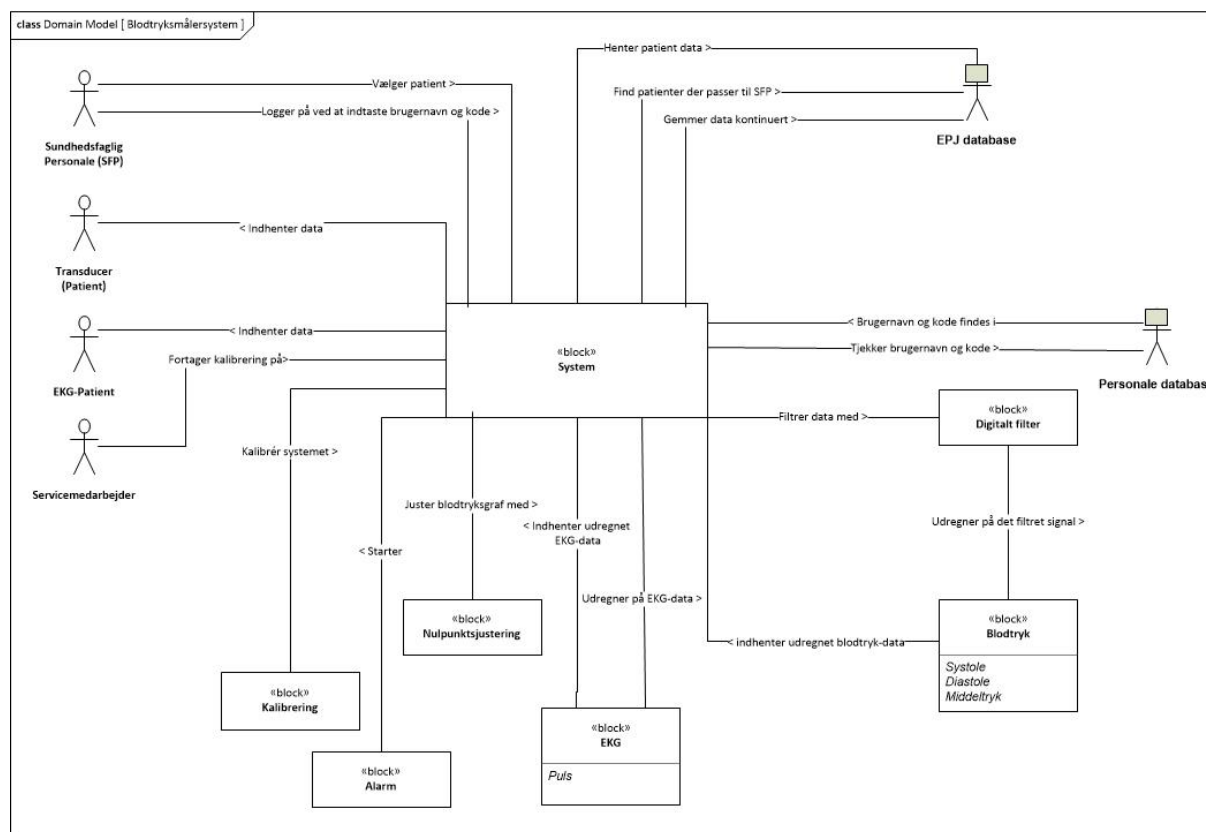 class Domain Model [ Blodtryksmålersystem ]
Henter patient data >
Vælger patient >
Find patienter der passer til SFP >
Logger på ved at indtaste brugernavn og kode >
Gemmer data kontinuert >
Sundhedsfaglig
Personale (SFP)
EPJ database
< Indhenter data
Transducer
(Patient)
< Indhenter data
< Brugernavn og kode findes i
«block»
System
Tjekker brugernavn og kode >
Fortager kalibrering på>
EKG-Patient
Personale database
«block»
Digitalt filter
Filtrer data med >
Kalibrér systemet >
Servicemedarbejder
Juster blodtryksgraf med >
< Indhenter udregnet
EKG-data
Udregner på det filtret signal >
< Starter
Udregner på EKG-data >
«block»
Nulpunktsjustering
«block»
Blodtryk
Systole
Diastole
Middeltryk
< indhenter udregnet blodtryk-data
«block»
Kalibrering
«block»
EKG
Puls
«block»
Alarm